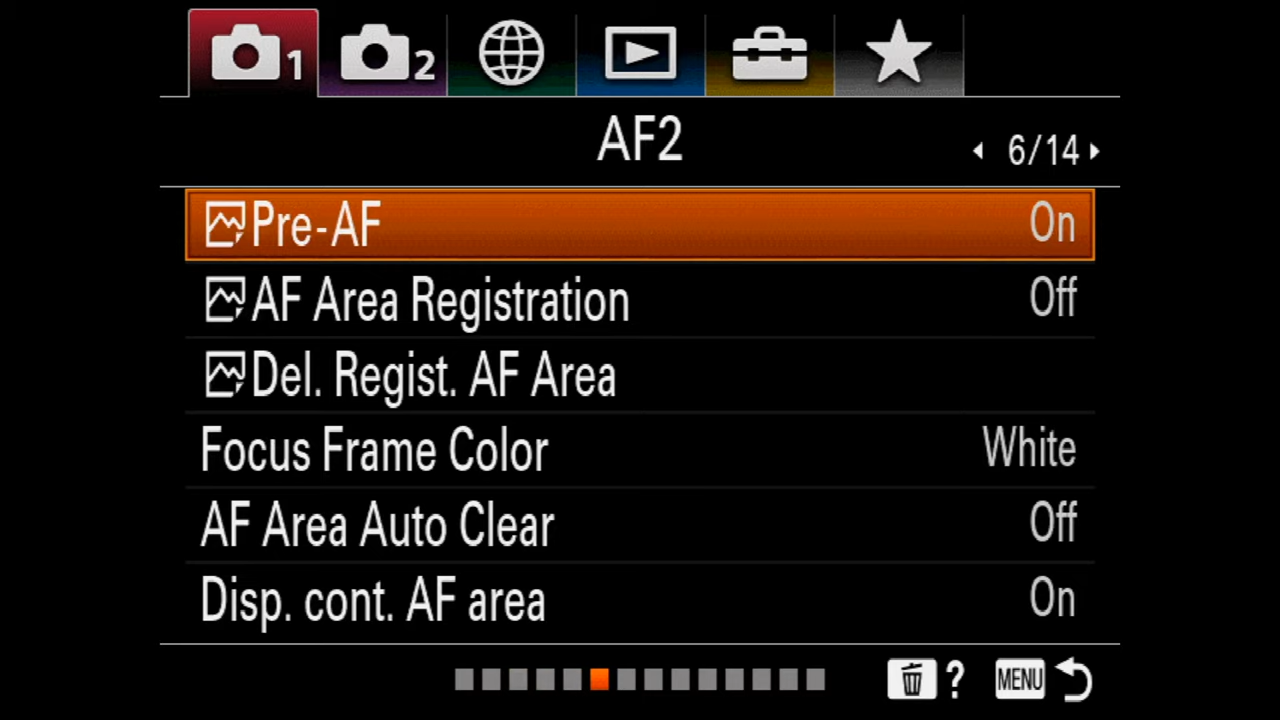 1 2
AF2
6/14
Pre-AF On
AF Area Registration Off
Del. Regist. AF Area
Focus Frame Color White
AF Area Auto Clear Off
Disp. cont. AF area On
? MENU